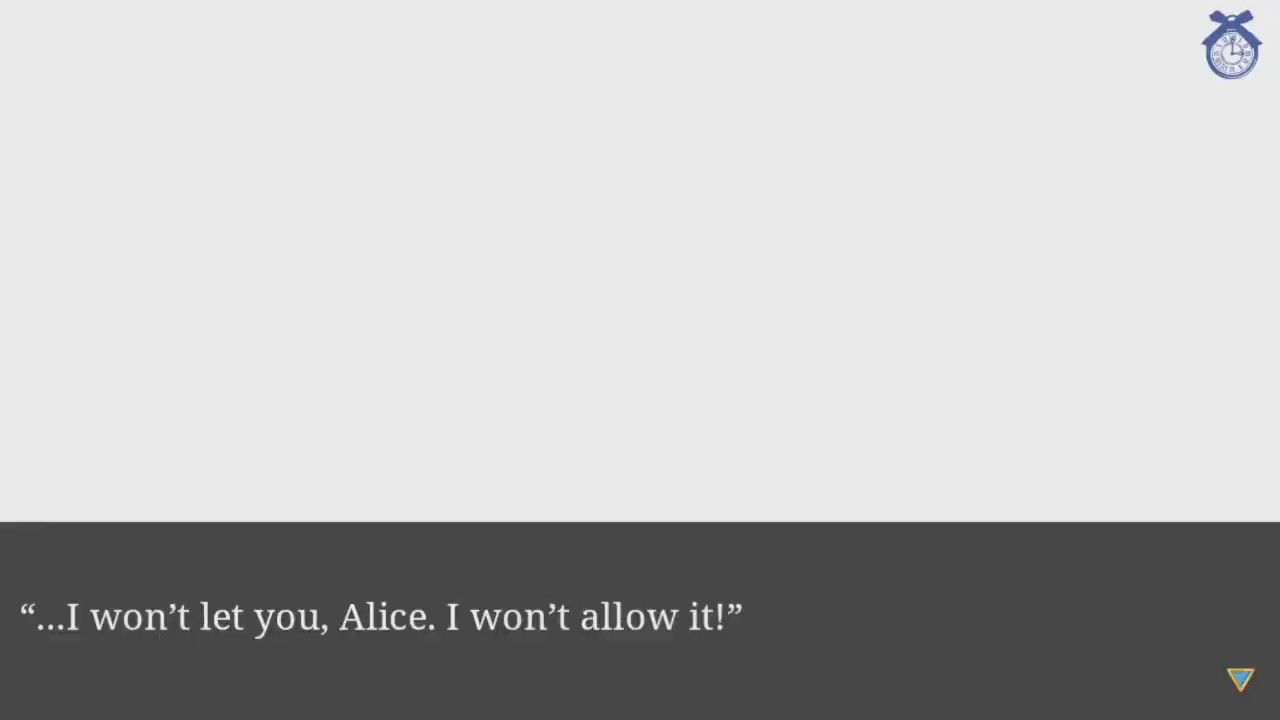 “...I won’t let you, Alice. I won’t allow it!”